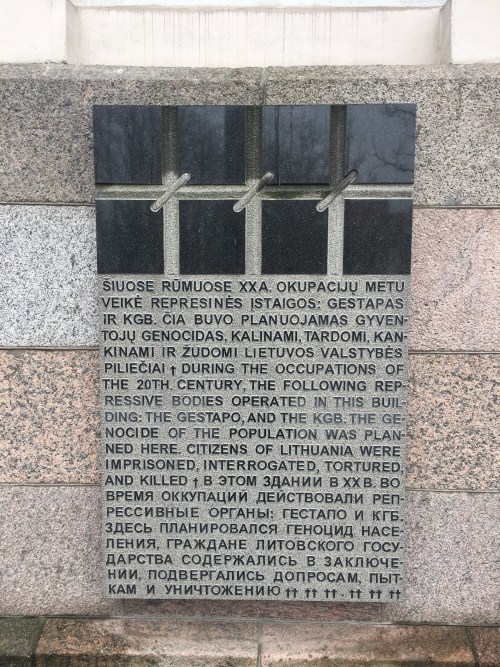 ŠIUOSE RŪMUOSE XXA. OKUPACIJŲ METU
VEIKĖ REPRESINĖS ĮSTAIGOS: GESTAPAS
IR KGB. ČIA BUVO PLANUOJAMAS GYVEN-
TOJŲ GENOCIDAS, KALINAMI, TARDOMI, KAN-
KINAMI IR ŽUDOMI LIETUVOS VALSTYBĖS
PILIEČIAI † DURING THE OCCUPATIONS OF
THE 20TH. CENTURY, THE FOLLOWING REP-
RESSIVE BODIES OPERATED IN THIS BUIL-
DING: THE GESTAPO, AND THE KGB. THE GE-
NOCIDE OF THE POPULATION WAS PLAN-
NED HERE. CITIZENS OF LITHUANIA WERE
IMPRISONED, INTERROGATED, TORTURED,
AND KILLED † В ЭТОМ ЗДАНИИ В XX В. ВО
ВРЕМЯ ОККУПАЦИЙ ДЕЙСТВОВАЛИ РЕП-
РЕССИВНЫЕ ОРГАНЫ: ГЕСТАПО И КГБ.
ЗДЕСЬ ПЛАНИРОВАЛСЯ ГЕНОЦИД НАСЕ-
ЛЕНИЯ, ГРАЖДАНЕ ЛИТОВСКОГО ГОСУ-
ДАРСТВА СОДЕРЖАЛИСЬ В ЗАКЛЮЧЕ-
НИИ, ПОДВЕРГАЛИСЬ ДОПРОСАМ, ПЫТ-
КАМ И УНИЧТОЖЕНИЮ †† †† †† . †† †† ††